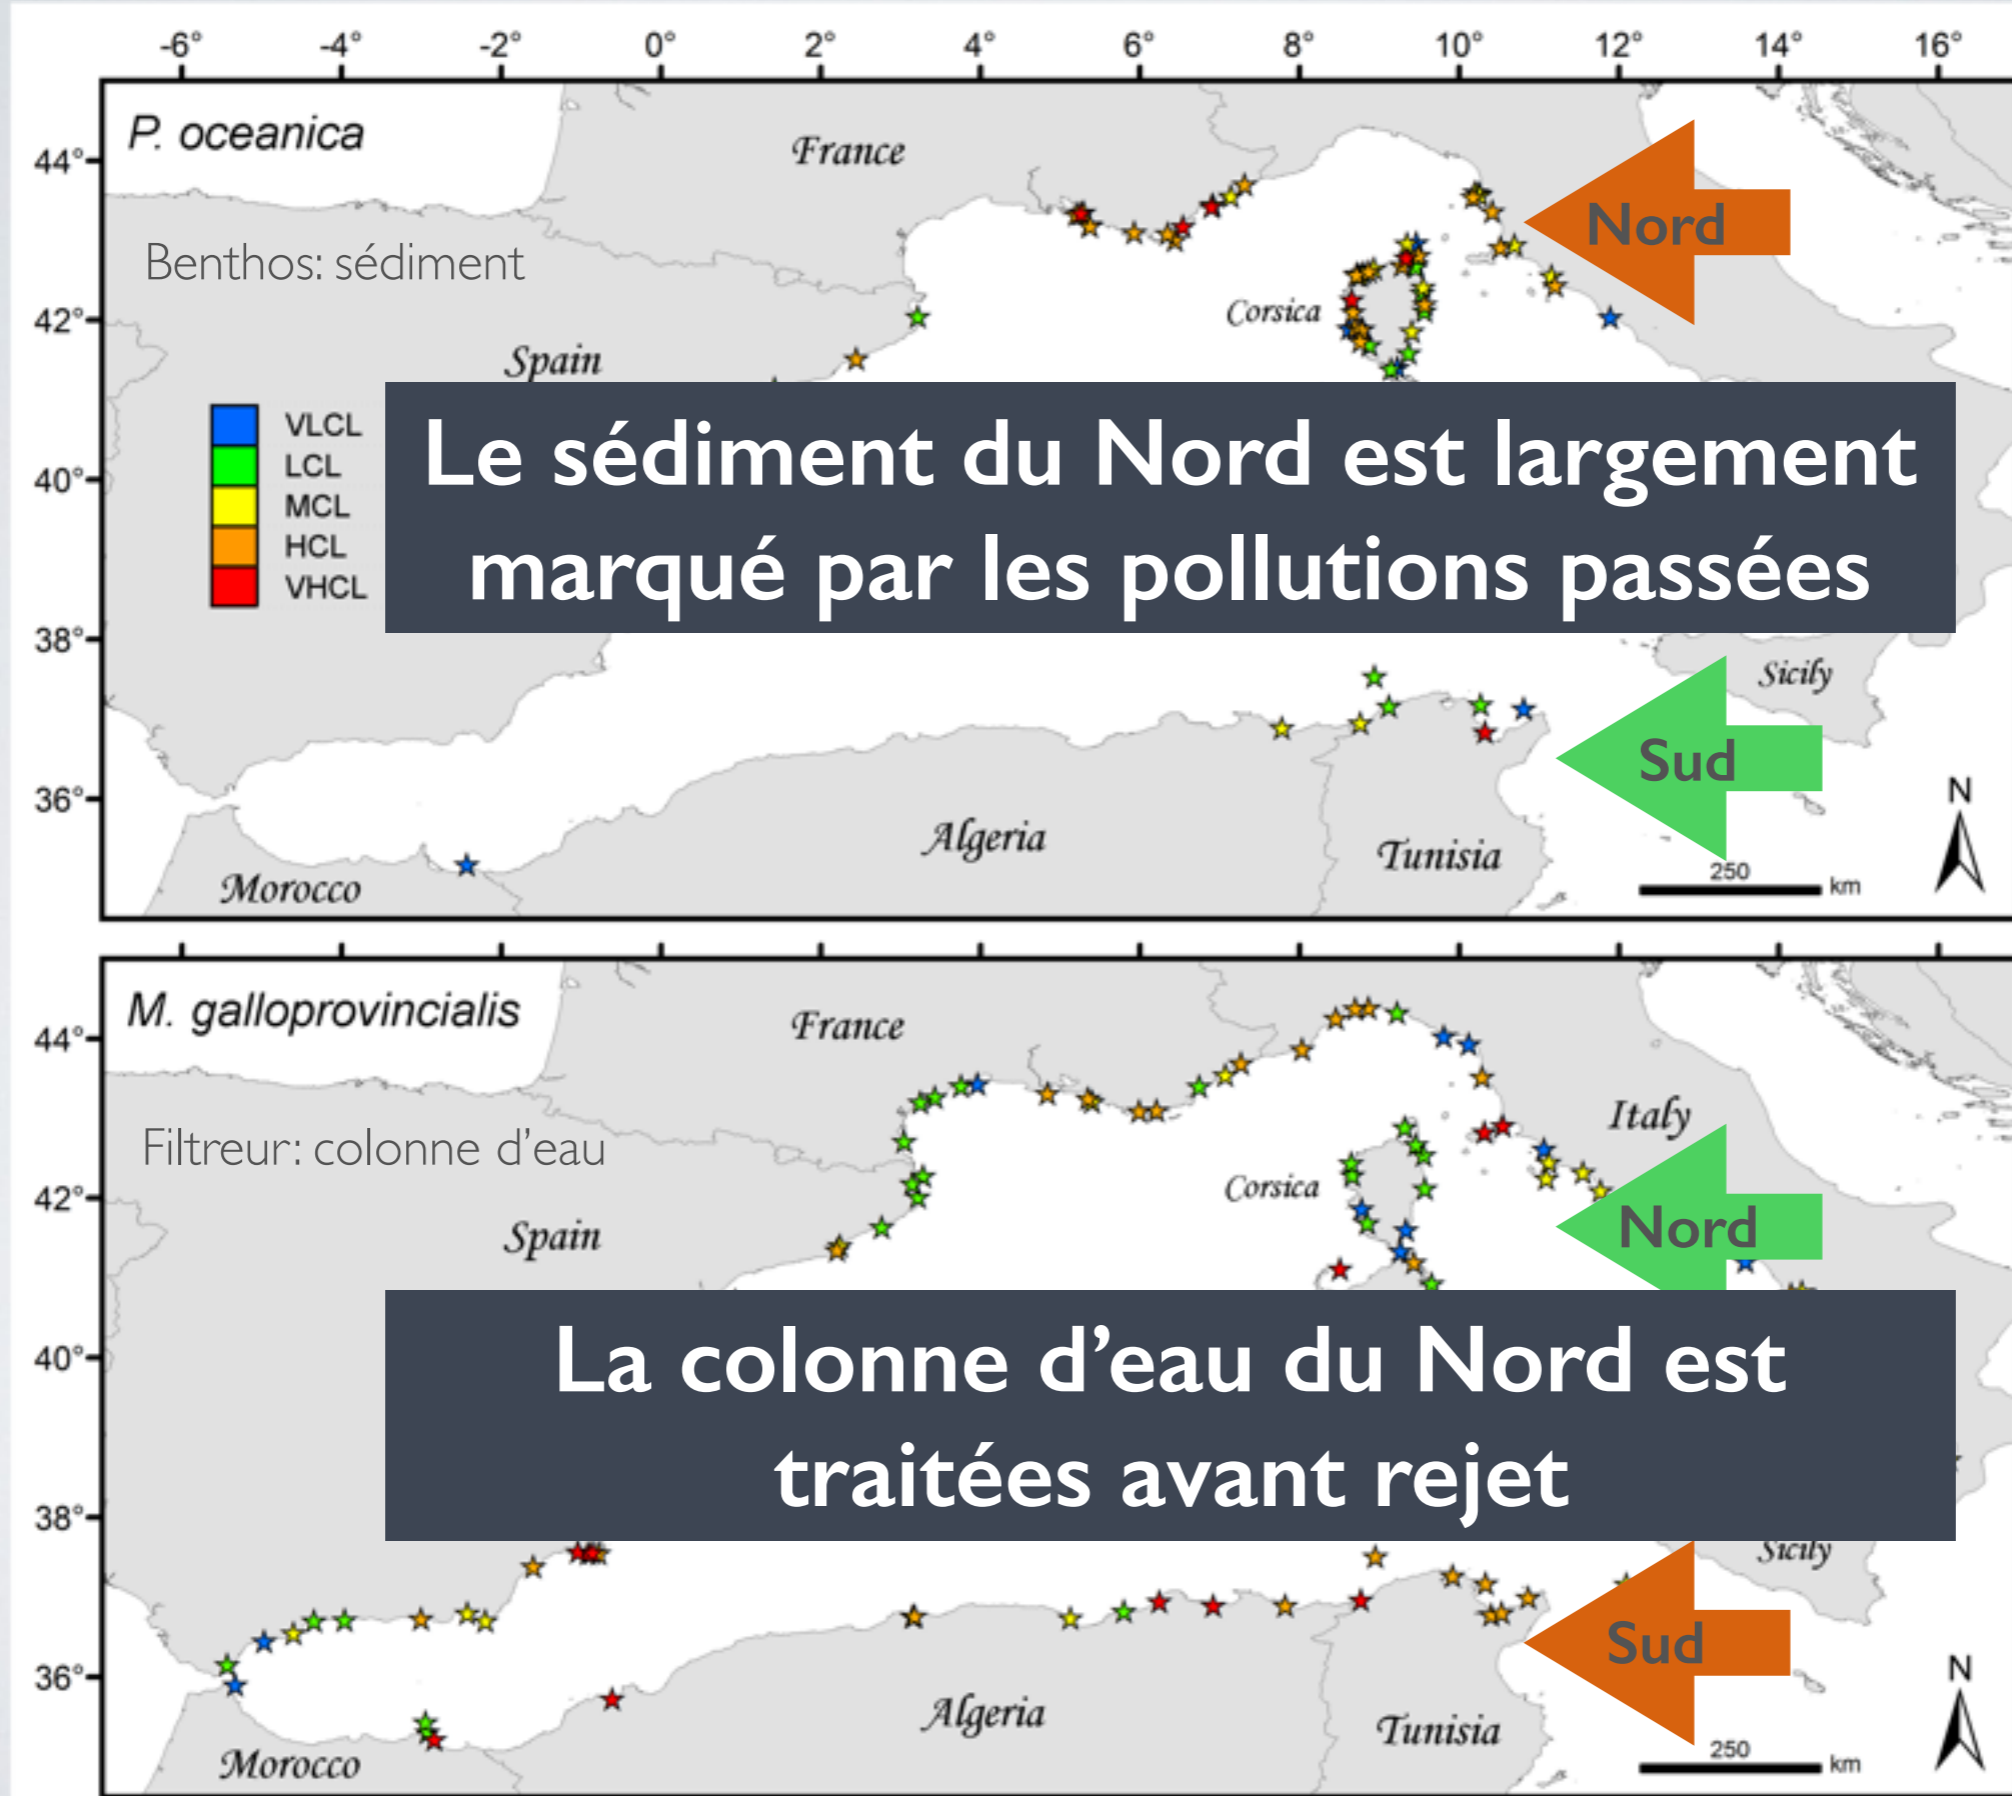 -6° -4° -2° 0° 2° 4° 6° 8° 10° 12° 14° 16°
P. oceanica
France
44°
Nord
Benthos: sédiment
Corsica
42°
Spain
VLCL
LCL
MCL
HCL
VHCL
Le sédiment du Nord est largement
marqué par les pollutions passées
40°
38°
Sicily
Sud
36°
N
Algeria
Tunisia
Morocco
250
km
M. galloprovincialis
France
44°
Italy
Filtreur: colonne d’eau
Corsica
42°
Nord
Spain
La colonne d’eau du Nord est
traitées avant rejet
40°
38°
Sicily
Sud
36°
N
Algeria
Tunisia
Morocco
250
km